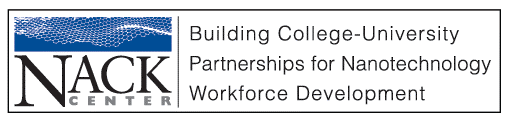 NACK
CENTER
Building College-University
Partnerships for Nanotechnology
Workforce Development